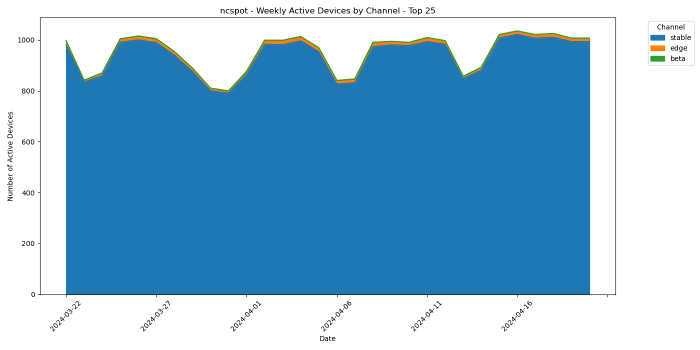 ncspot - Weekly Active Devices by Channel - Top 25
Channel
stable
edge
beta
Number of Active Devices
1000
800
600
400
200
0
2024-03-22
2024-03-27
2024-04-01
2024-04-06
2024-04-11
2024-04-16
Date